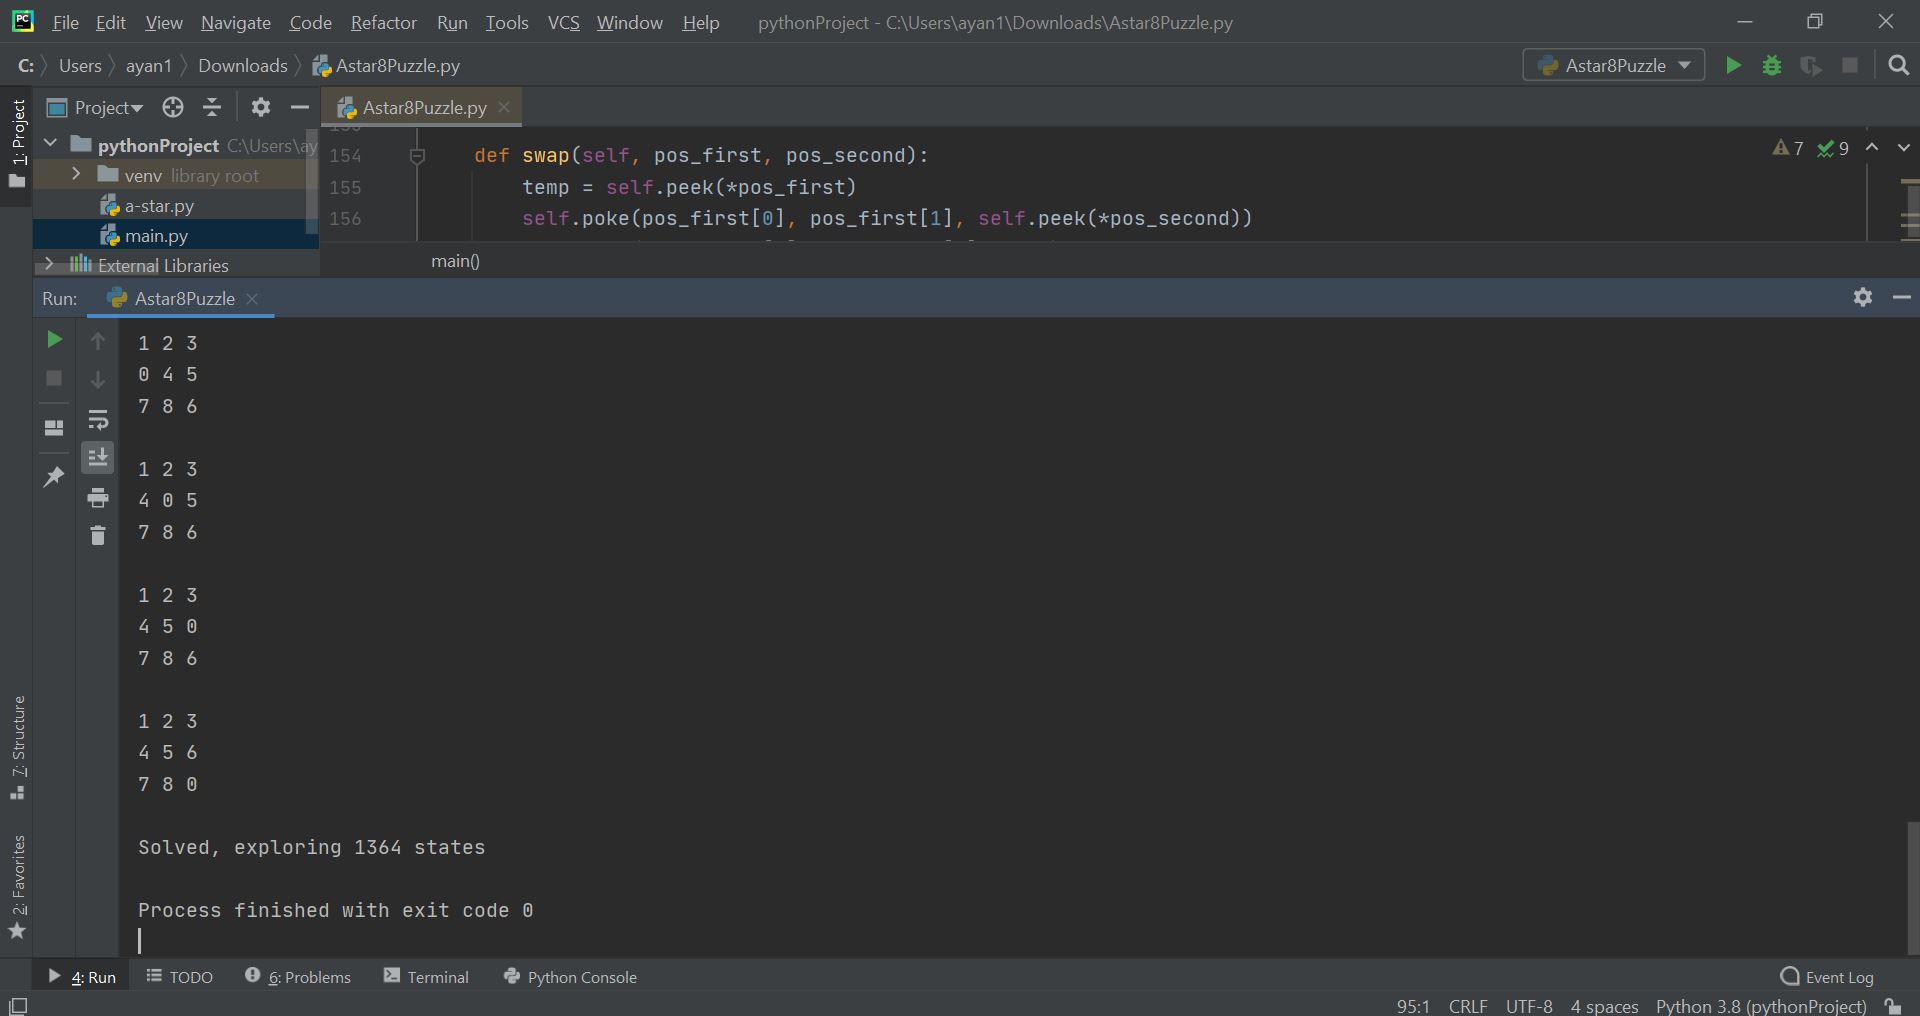 PC File Edit View Navigate Code Refactor Run Tools VCS Window Help pythonProject - C:\Users\ayan1\Downloads\Astar8Puzzle.py
C: Users ayan1 Downloads Astar8Puzzle.py Astar8Puzzle
1: Project Project Astar8Puzzle.py
pythonProject C:\Users\ay
venv library root
a-star.py
main.py
External Libraries
154 def swap(self, pos_first, pos_second): 7 9
155 temp = self.peek(*pos_first)
156 self.poke(pos_first[0], pos_first[1], self.peek(*pos_second))
main()
Run: Astar8Puzzle
1 2 3
0 4 5
7 8 6
1 2 3
4 0 5
7 8 6
1 2 3
4 5 0
7 8 6
1 2 3
4 5 6
7 8 0
Solved, exploring 1364 states
Process finished with exit code 0
7: Structure
2: Favorites
4: Run TODO 6: Problems Terminal Python Console Event Log
95:1 CRLF UTF-8 4 spaces Python 3.8 (pythonProject)